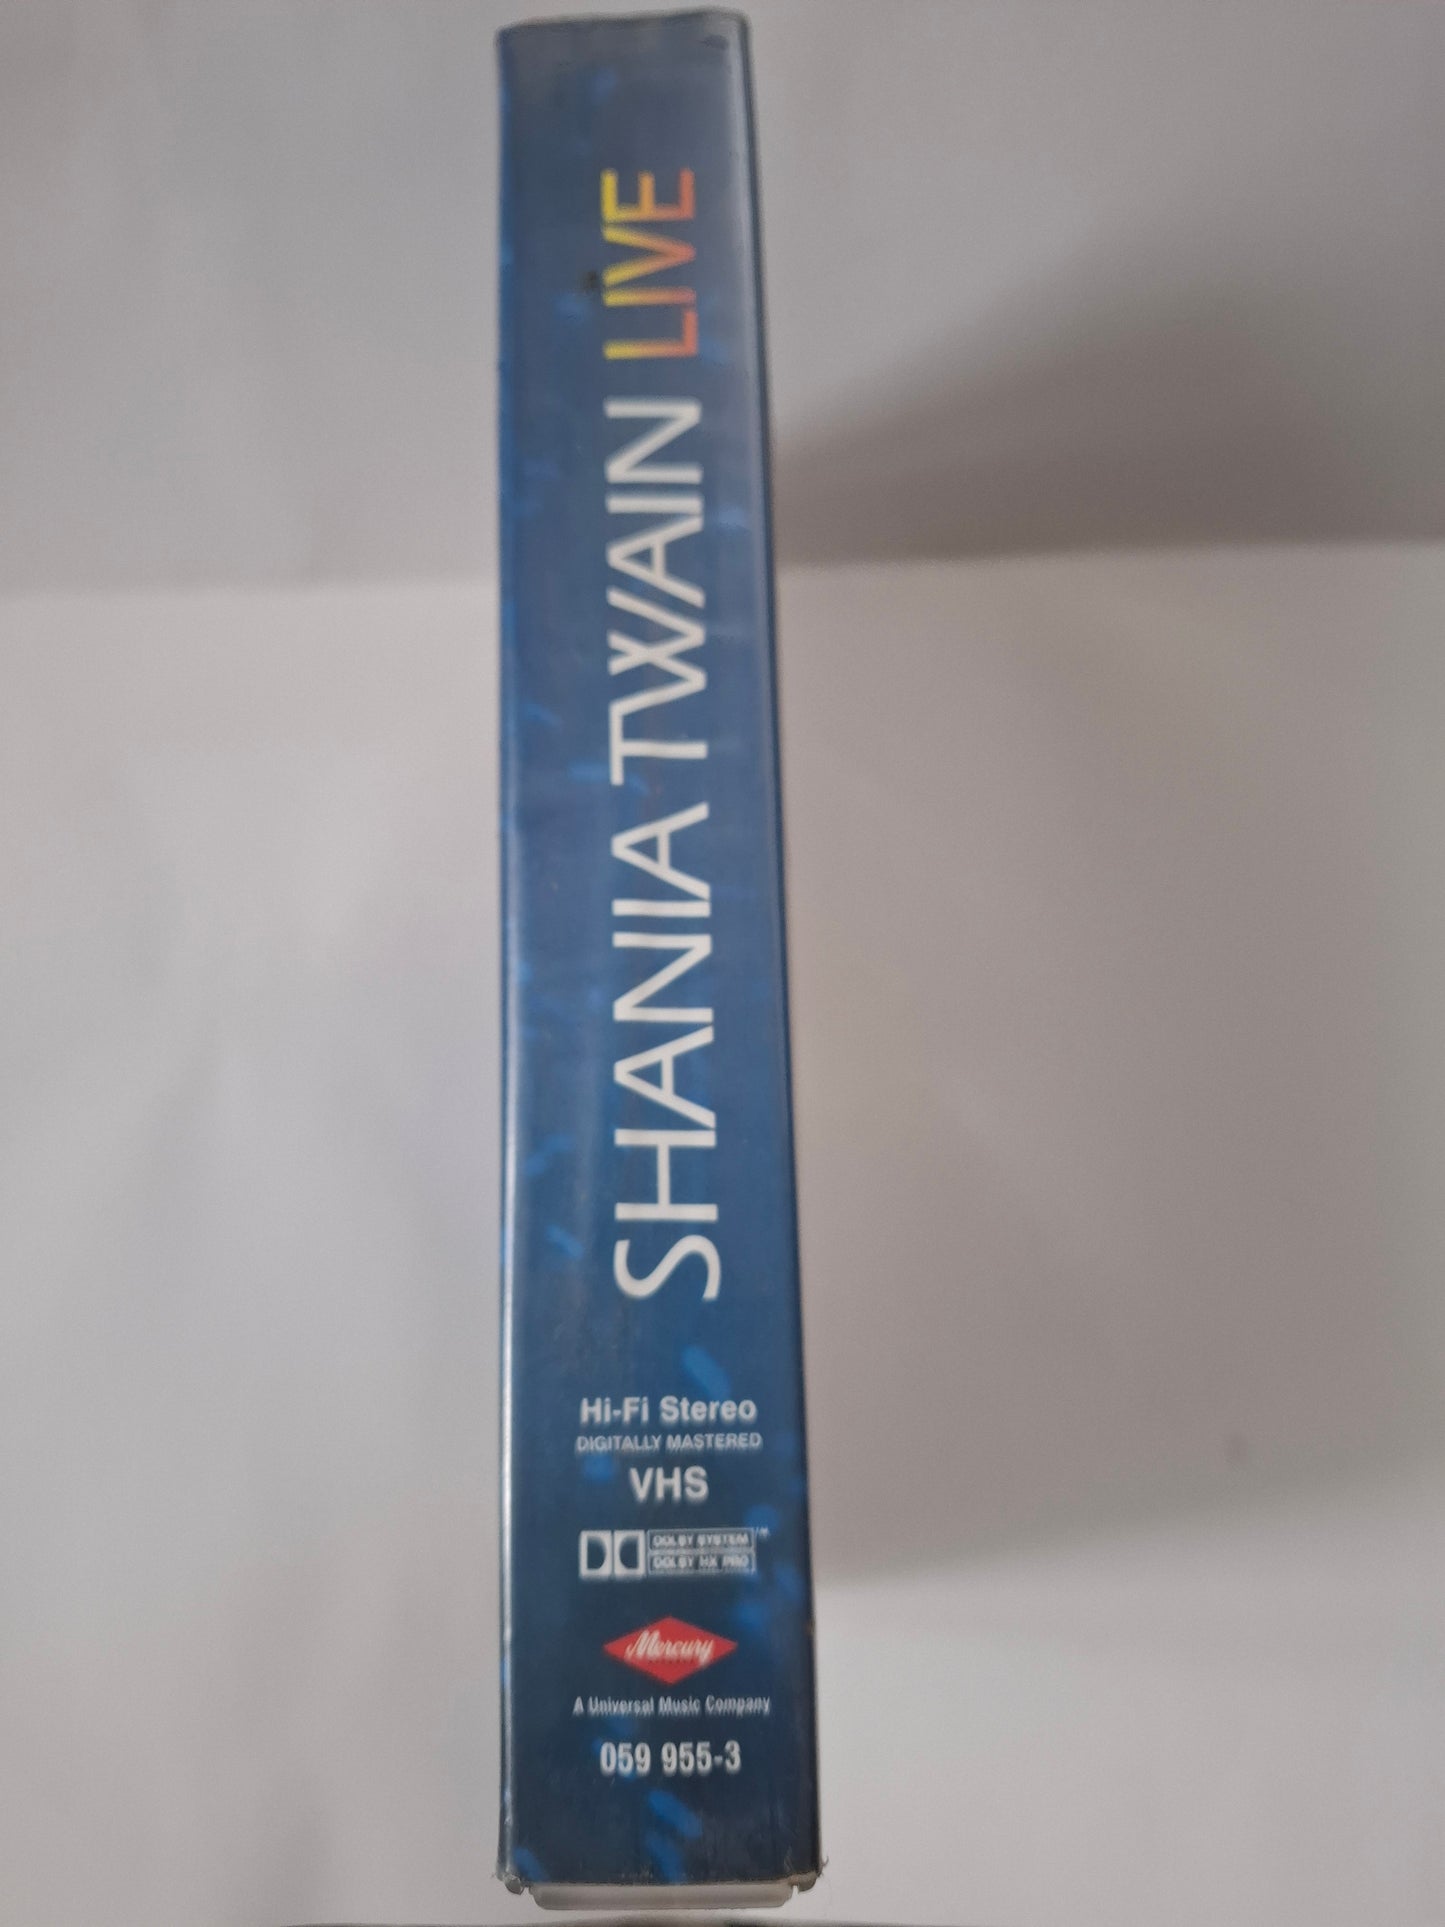 SHANIA TWAIN LIVE
Hi-Fi Stereo
DIGITALLY MASTERED
VHS
DOLBY SYSTEM™
DOLBY HX PRO
Mercury
A Universal Music Company
059 955-3